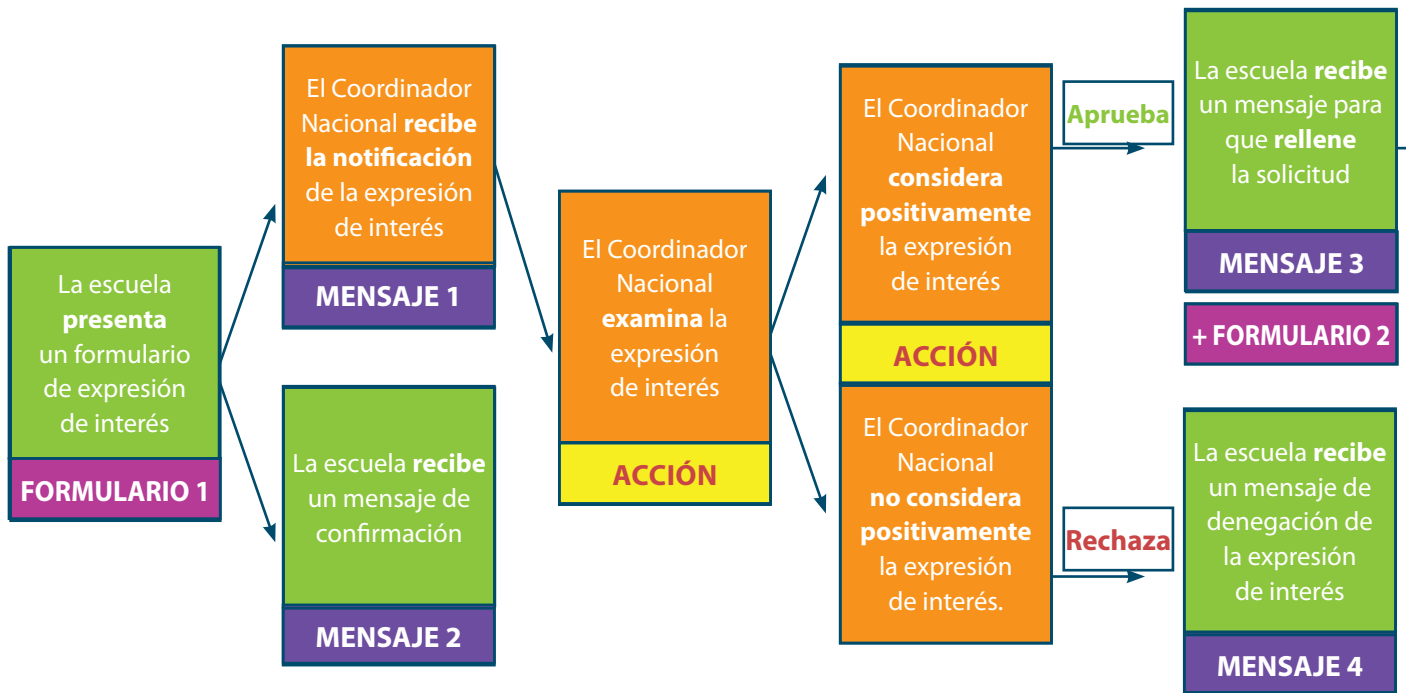 La escuela
presenta
un formulario
de expresión
de interés
FORMULARIO 1
El Coordinador
Nacional recibe
la notificación
de la expresión
de interés
MENSAJE 1
La escuela recibe
un mensaje de
confirmación
MENSAJE 2
El Coordinador
Nacional
examina la
expresión
de interés
ACCIÓN
El Coordinador
Nacional
considera
positivamente
la expresión
de interés
ACCIÓN
El Coordinador
Nacional
no considera
positivamente
la expresión
de interés.
Aprueba
La escuela recibe
un mensaje para
que rellene
la solicitud
MENSAJE 3
+ FORMULARIO 2
Rechaza
La escuela recibe
un mensaje de
denegación de
la expresión
de interés
MENSAJE 4